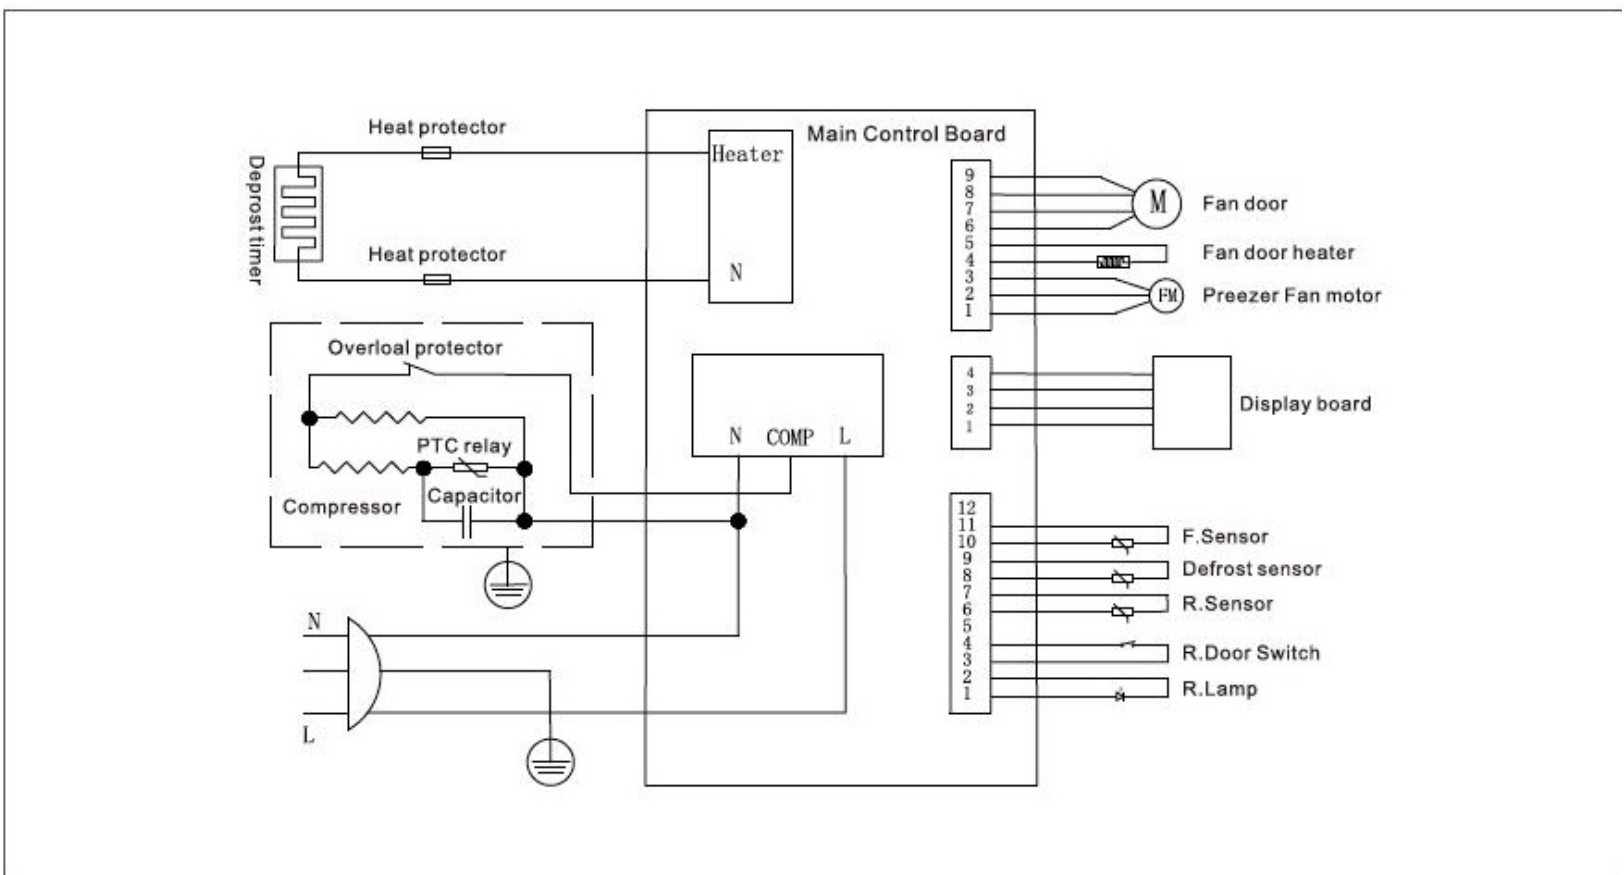 Heat protector
Main Control Board
Heater
Deprost timer
Heat protector
N
9
8
7
6
5
4
3
2
1
Fan door
Fan door heater
Preezer Fan motor
M
FM
Overloal protector
PTC relay
Capacitor
Compressor
N COMP L
4
3
2
1
Display board
12
11
10
9
8
7
6
5
4
3
2
1
F.Sensor
Defrost sensor
R.Sensor
R.Door Switch
R.Lamp
N
L